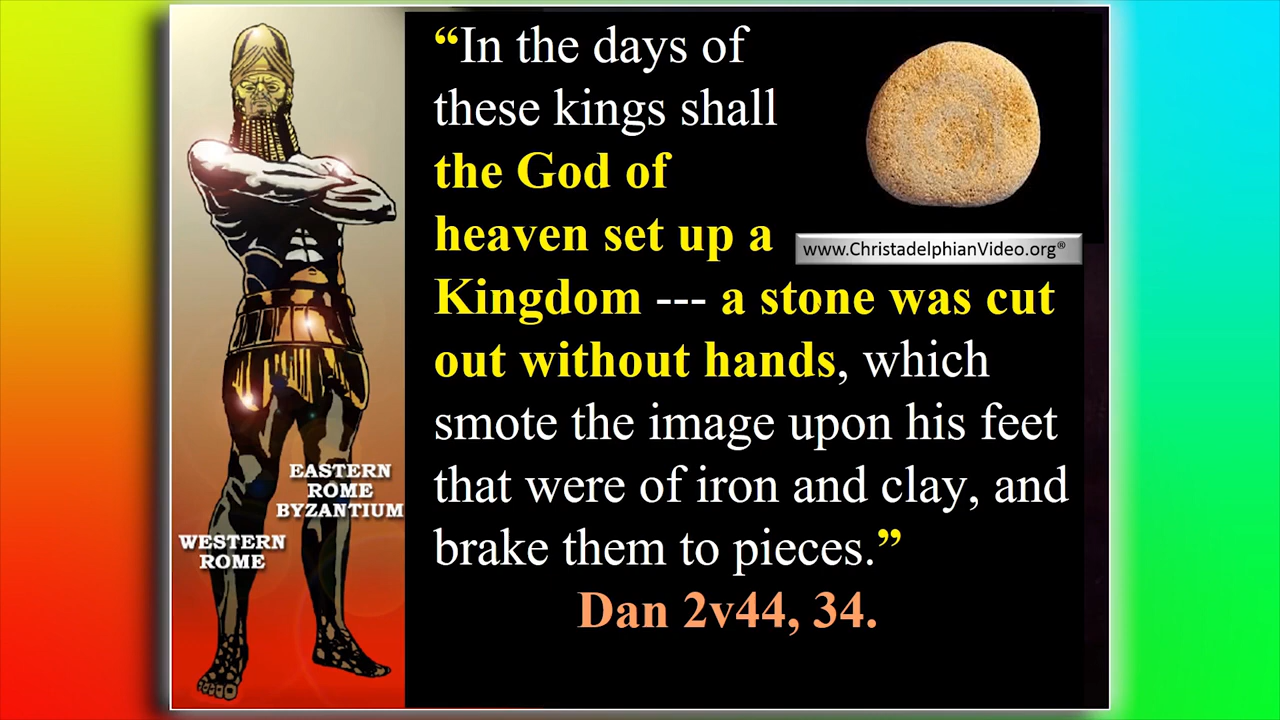 “In the days of
these kings shall
the God of
heaven set up a
www.ChristadelphianVideo.org®
Kingdom --- a stone was cut
out without hands, which
smote the image upon his feet
that were of iron and clay, and
brake them to pieces.”
Dan 2v44, 34.
EASTERN
ROME
BYZANTIUM
WESTERN
ROME